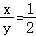 x/y = 1/2